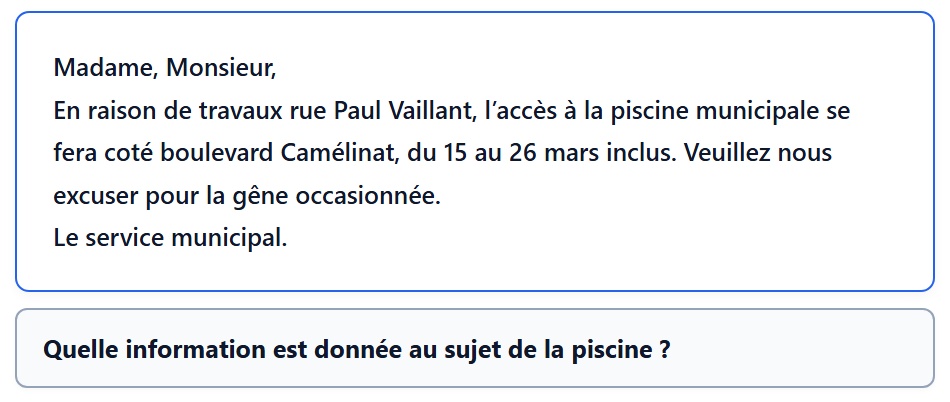 Madame, Monsieur,
En raison de travaux rue Paul Vaillant, l’accès à la piscine municipale se
fera coté boulevard Camélinat, du 15 au 26 mars inclus. Veuillez nous
excuser pour la gêne occasionnée.
Le service municipal.
Quelle information est donnée au sujet de la piscine ?